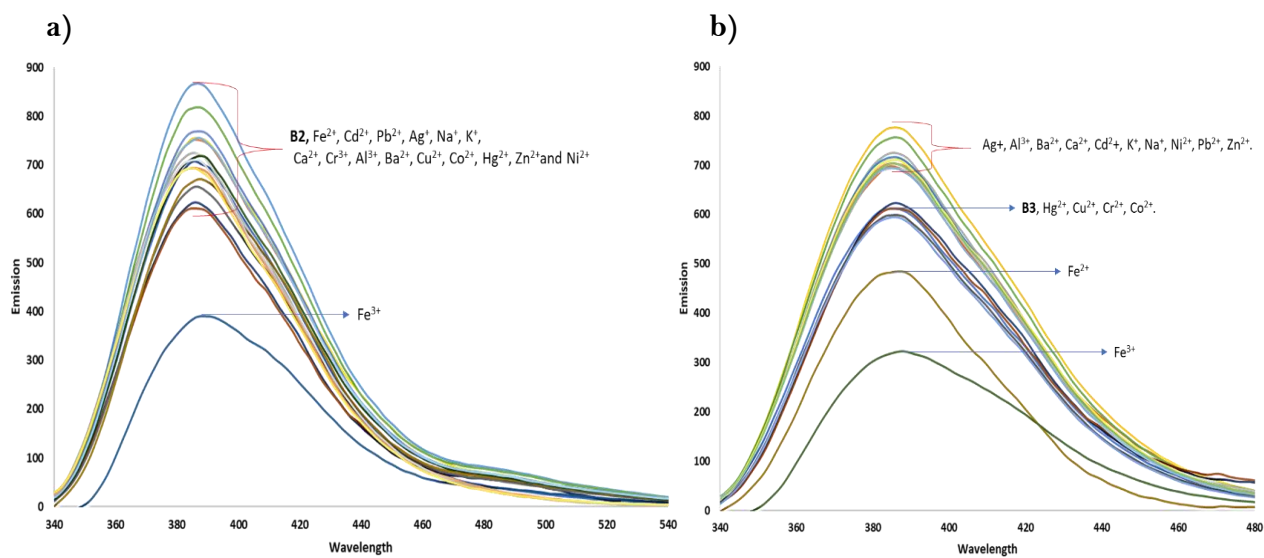 a)
900
800
700
600
500
400
300
200
100
0
Emission
340 360 380 400 420 440 460 480 500 520 540
Wavelength
B2, Fe²⁺, Cd²⁺, Pb²⁺, Ag⁺, Na⁺, K⁺,
Ca²⁺, Cr³⁺, Al³⁺, Ba²⁺, Cu²⁺, Co²⁺, Hg²⁺, Zn²⁺and Ni²⁺
Fe³⁺
b)
900
800
700
600
500
400
300
200
100
0
Emission
340 360 380 400 420 440 460 480
Wavelength
Ag+, Al³⁺, Ba²⁺, Ca²⁺, Cd²+, K⁺, Na⁺, Ni²⁺, Pb²⁺, Zn²⁺.
B3, Hg²⁺, Cu²⁺, Cr²⁺, Co²⁺.
Fe²⁺
Fe³⁺